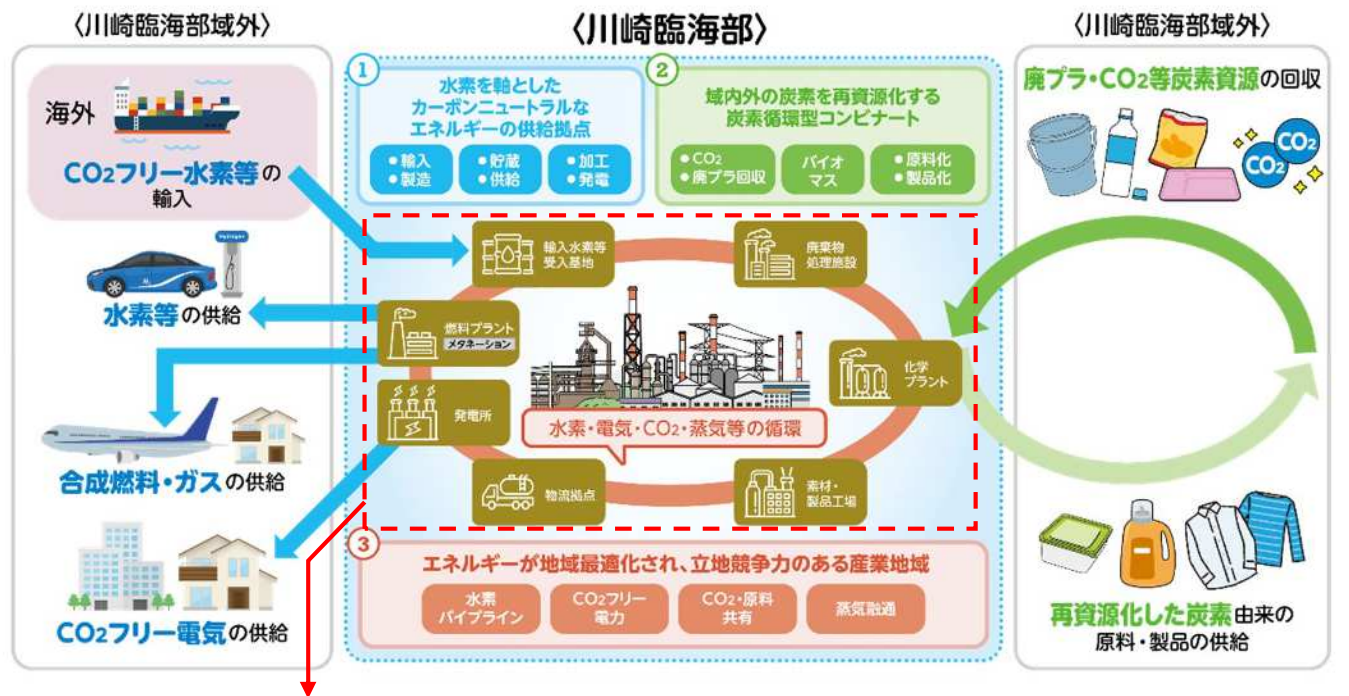 〈川崎臨海部域外〉
海外
CO2フリー水素等の
輸入
水素等の供給
合成燃料・ガスの供給
CO2フリー電気の供給
〈川崎臨海部〉
①
水素を軸とした
カーボンニュートラルな
エネルギーの供給拠点
●輸入
●製造
●貯蔵
●供給
●加工
●発電
②
域内外の炭素を再資源化する
炭素循環型コンビナート
●CO2
●廃プラ回収
バイオ
マス
●原料化
●製品化
輸入水素等
受入基地
廃棄物
処理施設
燃料プラント
メタネーション
化学
プラント
発電所
水素・電気・CO2・蒸気等の循環
物流拠点
素材・
製品工場
③
エネルギーが地域最適化され、立地競争力のある産業地域
水素
パイプライン
CO2フリー
電力
CO2・原料
共有
蒸気融通
〈川崎臨海部域外〉
廃プラ・CO2等炭素資源の回収
CO2
CO2
再資源化した炭素由来の
原料・製品の供給